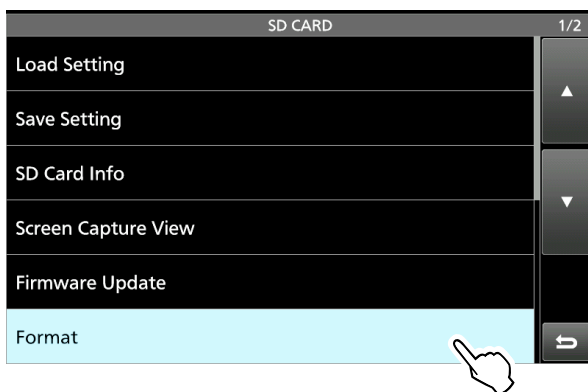 SD CARD 1/2
Load Setting
Save Setting
SD Card Info
Screen Capture View
Firmware Update
Format